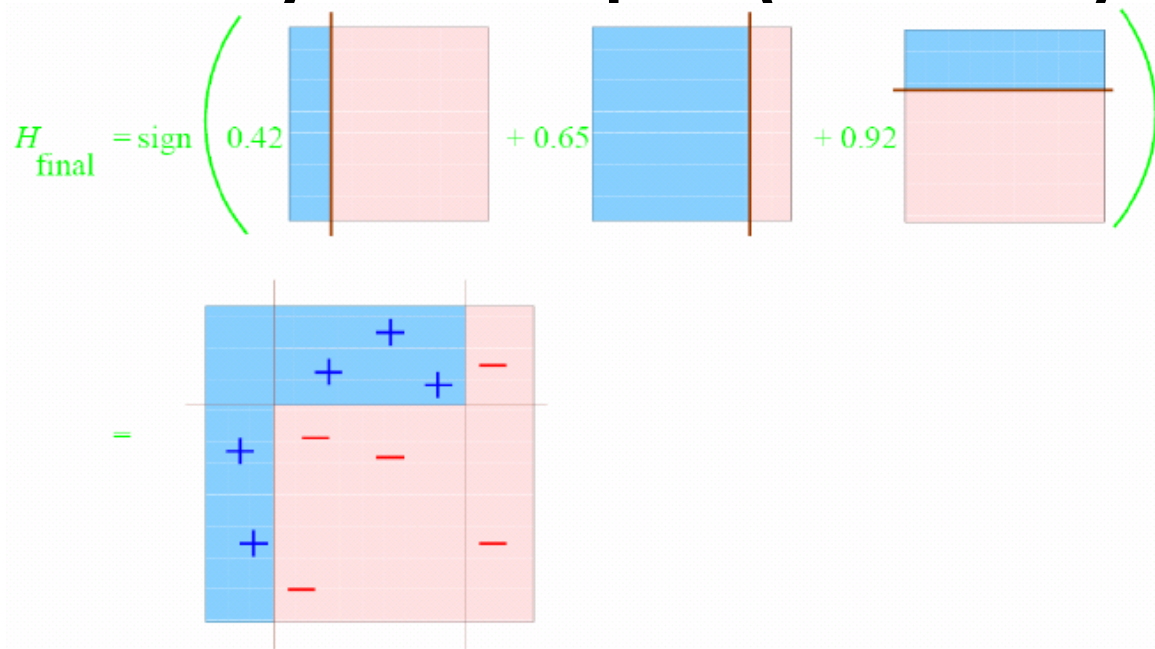 H final = sign ( 0.42 + 0.65 + 0.92 )
=
+
+ + −
+ − −
+ −
−